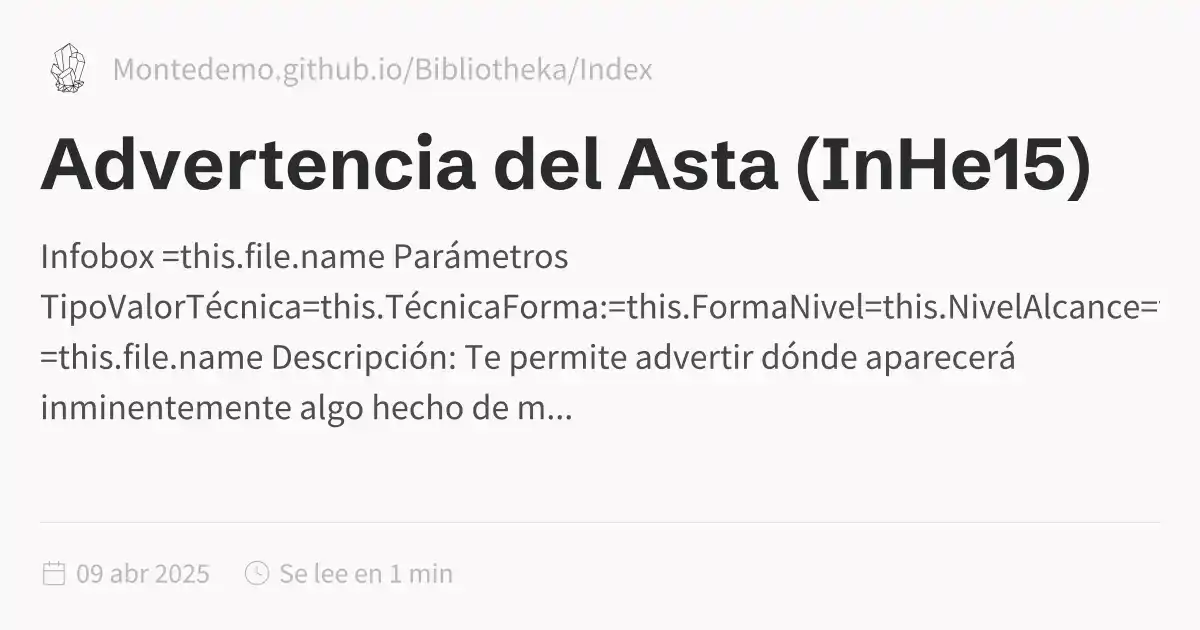 Montedemo.github.io/Bibliotheka/Index
Advertencia del Asta (InHe15)
Infobox =this.file.name Parámetros
TipoValorTécnica=this.TécnicaForma:=this.FormaNivel=this.NivelAlcance=
=this.file.name Descripción: Te permite advertir dónde aparecerá
inminentemente algo hecho de m...
09 abr 2025 Se lee en 1 min